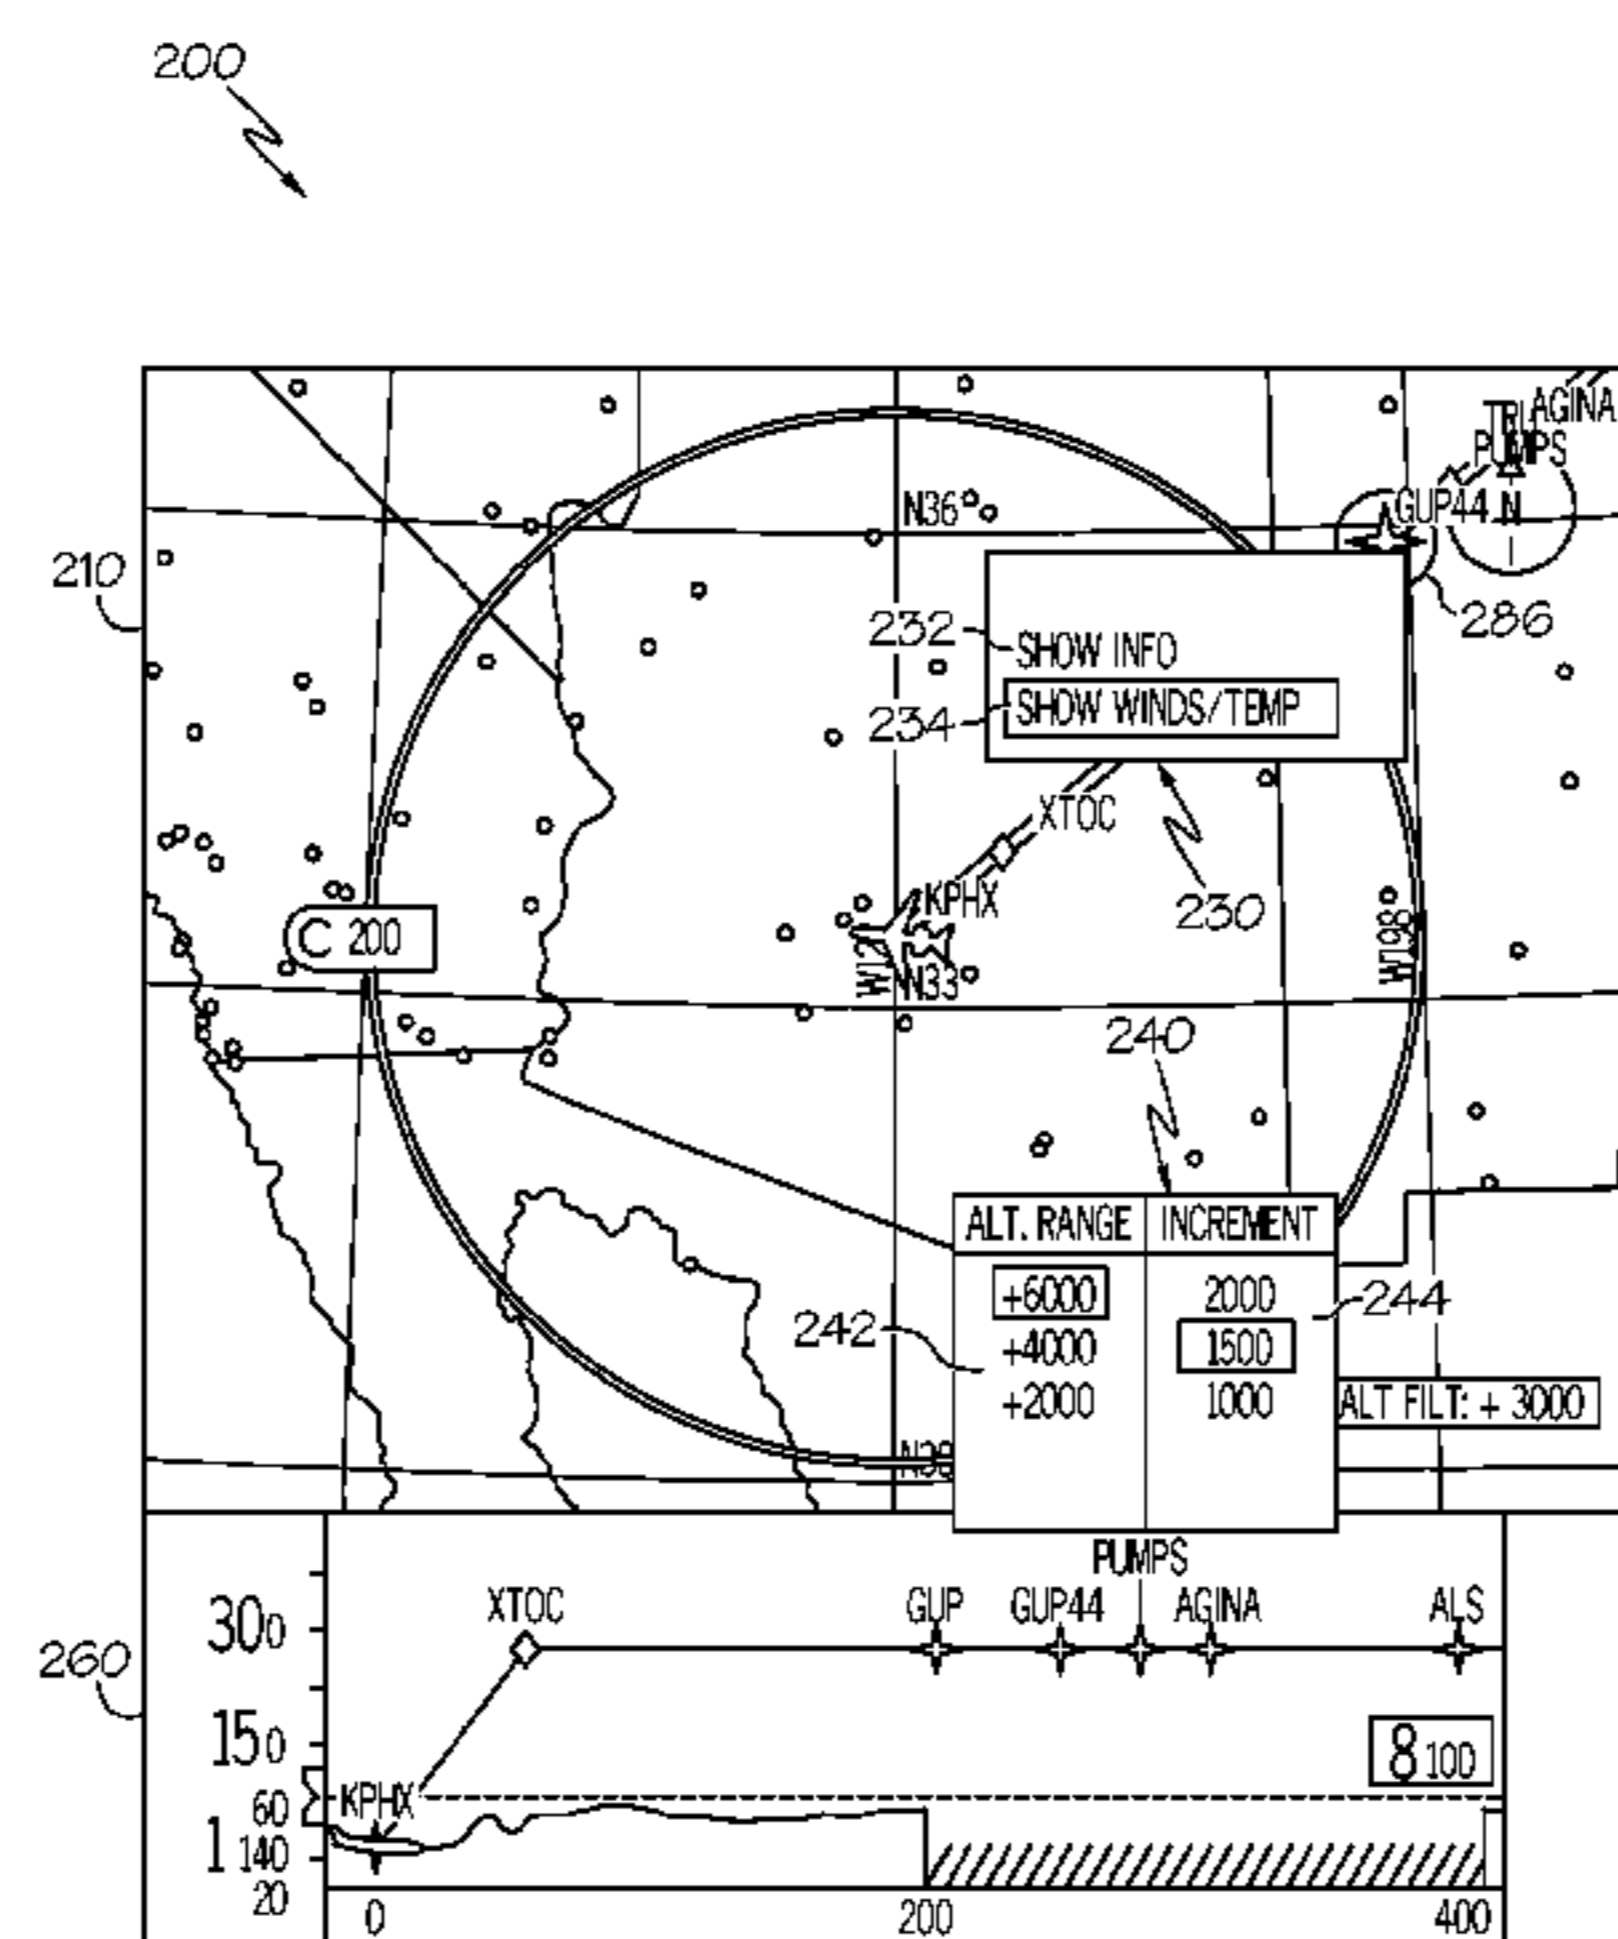 200
AGINA
PUMPS
N36
GUP44
N
210
232
286
SHOW INFO
234
SHOW WINDS/TEMP
XTOC
KPHX
230
C 200
W198
N33
240
ALT. RANGE INCREMENT
+6000 2000
244
242
+4000 1500
+2000 1000
ALT FILT: + 3000
PUMPS
XTOC GUP GUP44 AGINA ALS
300
260
150
8 100
KPHX
60
1 140
20
0 200 400